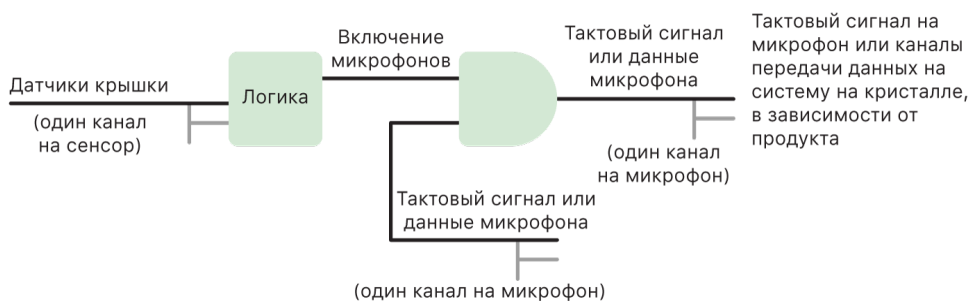 Датчики крышки
(один канал
на сенсор)
Логика
Включение
микрофонов
Тактовый сигнал или
данные микрофона
(один канал на микрофон)
Тактовый сигнал
или данные
микрофона
(один канал
на микрофон)
Тактовый сигнал на
микрофон или каналы
передачи данных на
систему на кристалле,
в зависимости от
продукта